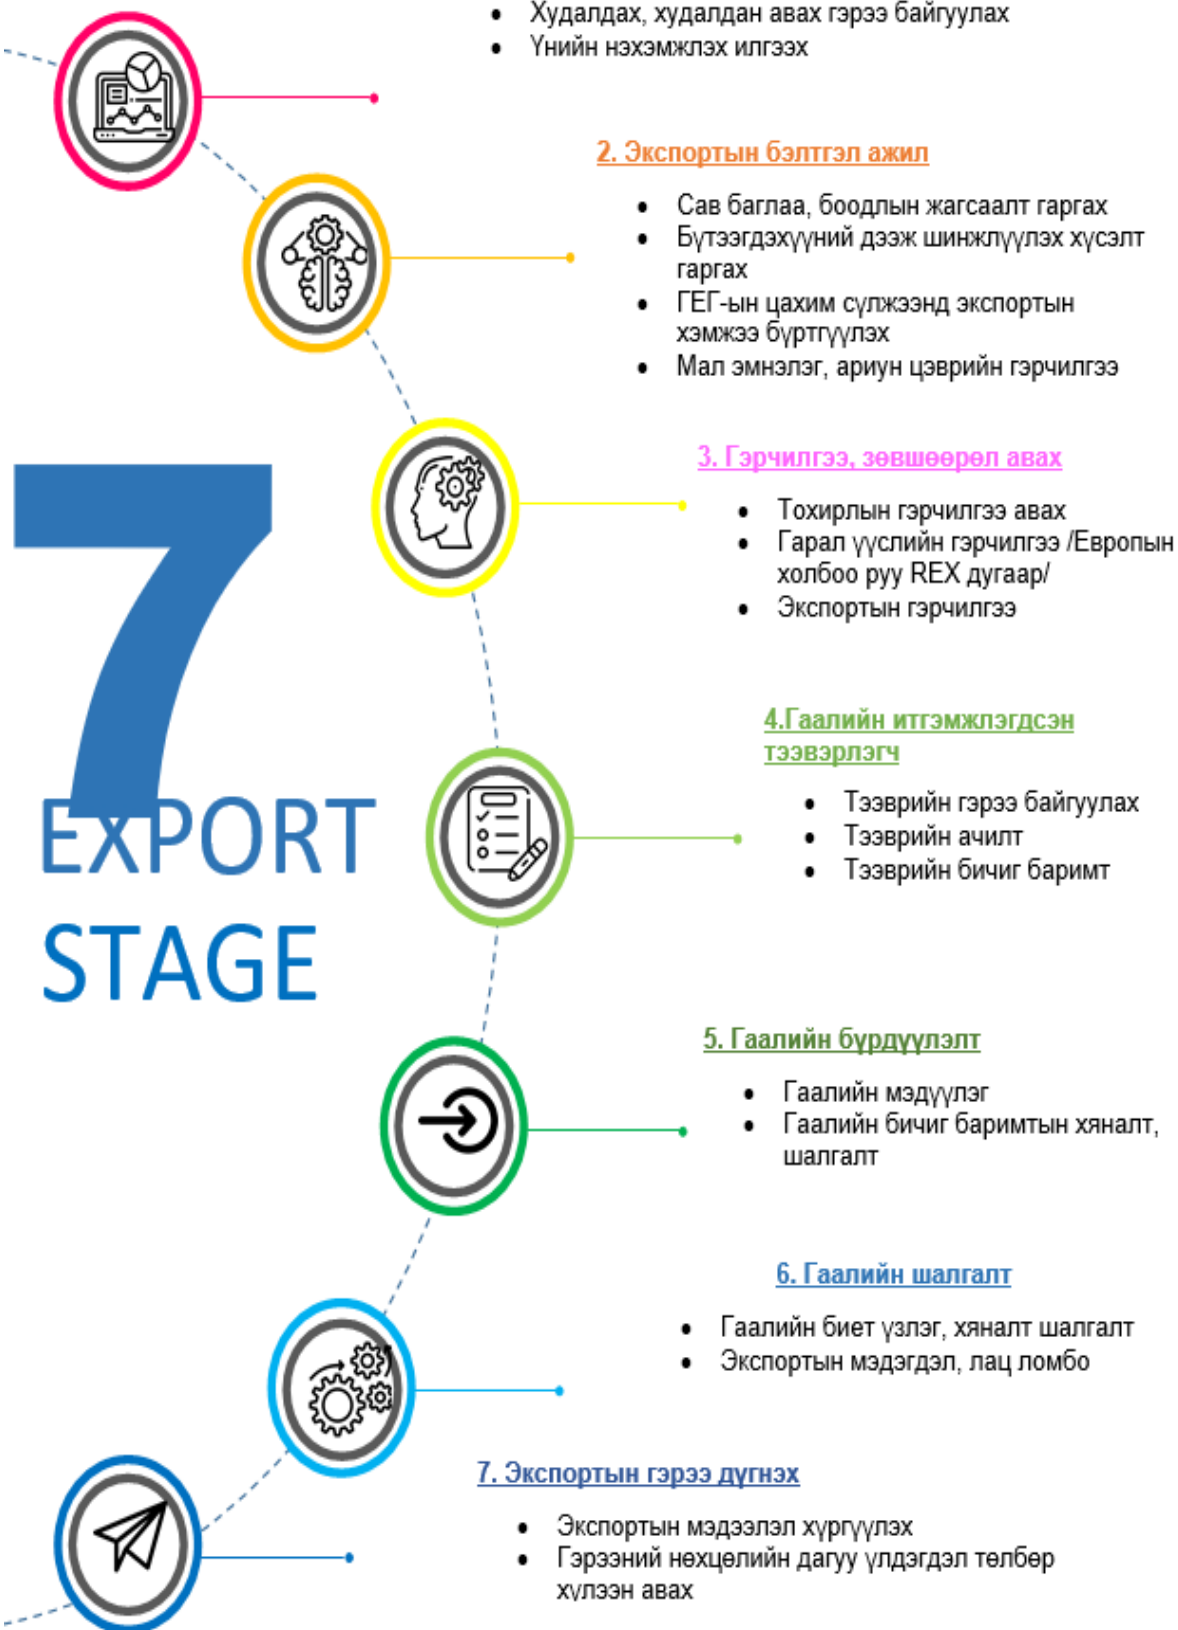 • Худалдах, худалдан авах гэрээ байгуулах
• Үнийн нэхэмжлэх илгээх
2. Экспортын бэлтгэл ажил
• Сав баглаа, боодлын жагсаалт гаргах
• Бүтээгдэхүүний дээж шинжлүүлэх хүсэлт
гаргах
• ГЕГ-ын цахим сүлжээнд экспортын
хэмжээ бүртгүүлэх
• Мал эмнэлэг, ариун цэврийн гэрчилгээ
3. Гэрчилгээ, зөвшөөрөл авах
• Тохирлын гэрчилгээ авах
• Гарал үүслийн гэрчилгээ /Европын
холбоо руу REX дугаар/
• Экспортын гэрчилгээ
7
EXPORT
STAGE
4.Гаалийн итгэмжлэгдсэн
тээвэрлэгч
• Тээврийн гэрээ байгуулах
• Тээврийн ачилт
• Тээврийн бичиг баримт
5. Гаалийн бүрдүүлэлт
• Гаалийн мэдүүлэг
• Гаалийн бичиг баримтын хяналт,
шалгалт
6. Гаалийн шалгалт
• Гаалийн биет үзлэг, хяналт шалгалт
• Экспортын мэдэгдэл, лац ломбо
7. Экспортын гэрээ дүгнэх
• Экспортын мэдээлэл хүргүүлэх
• Гэрээний нөхцөлийн дагуу үлдэгдэл төлбөр
хүлээн авах